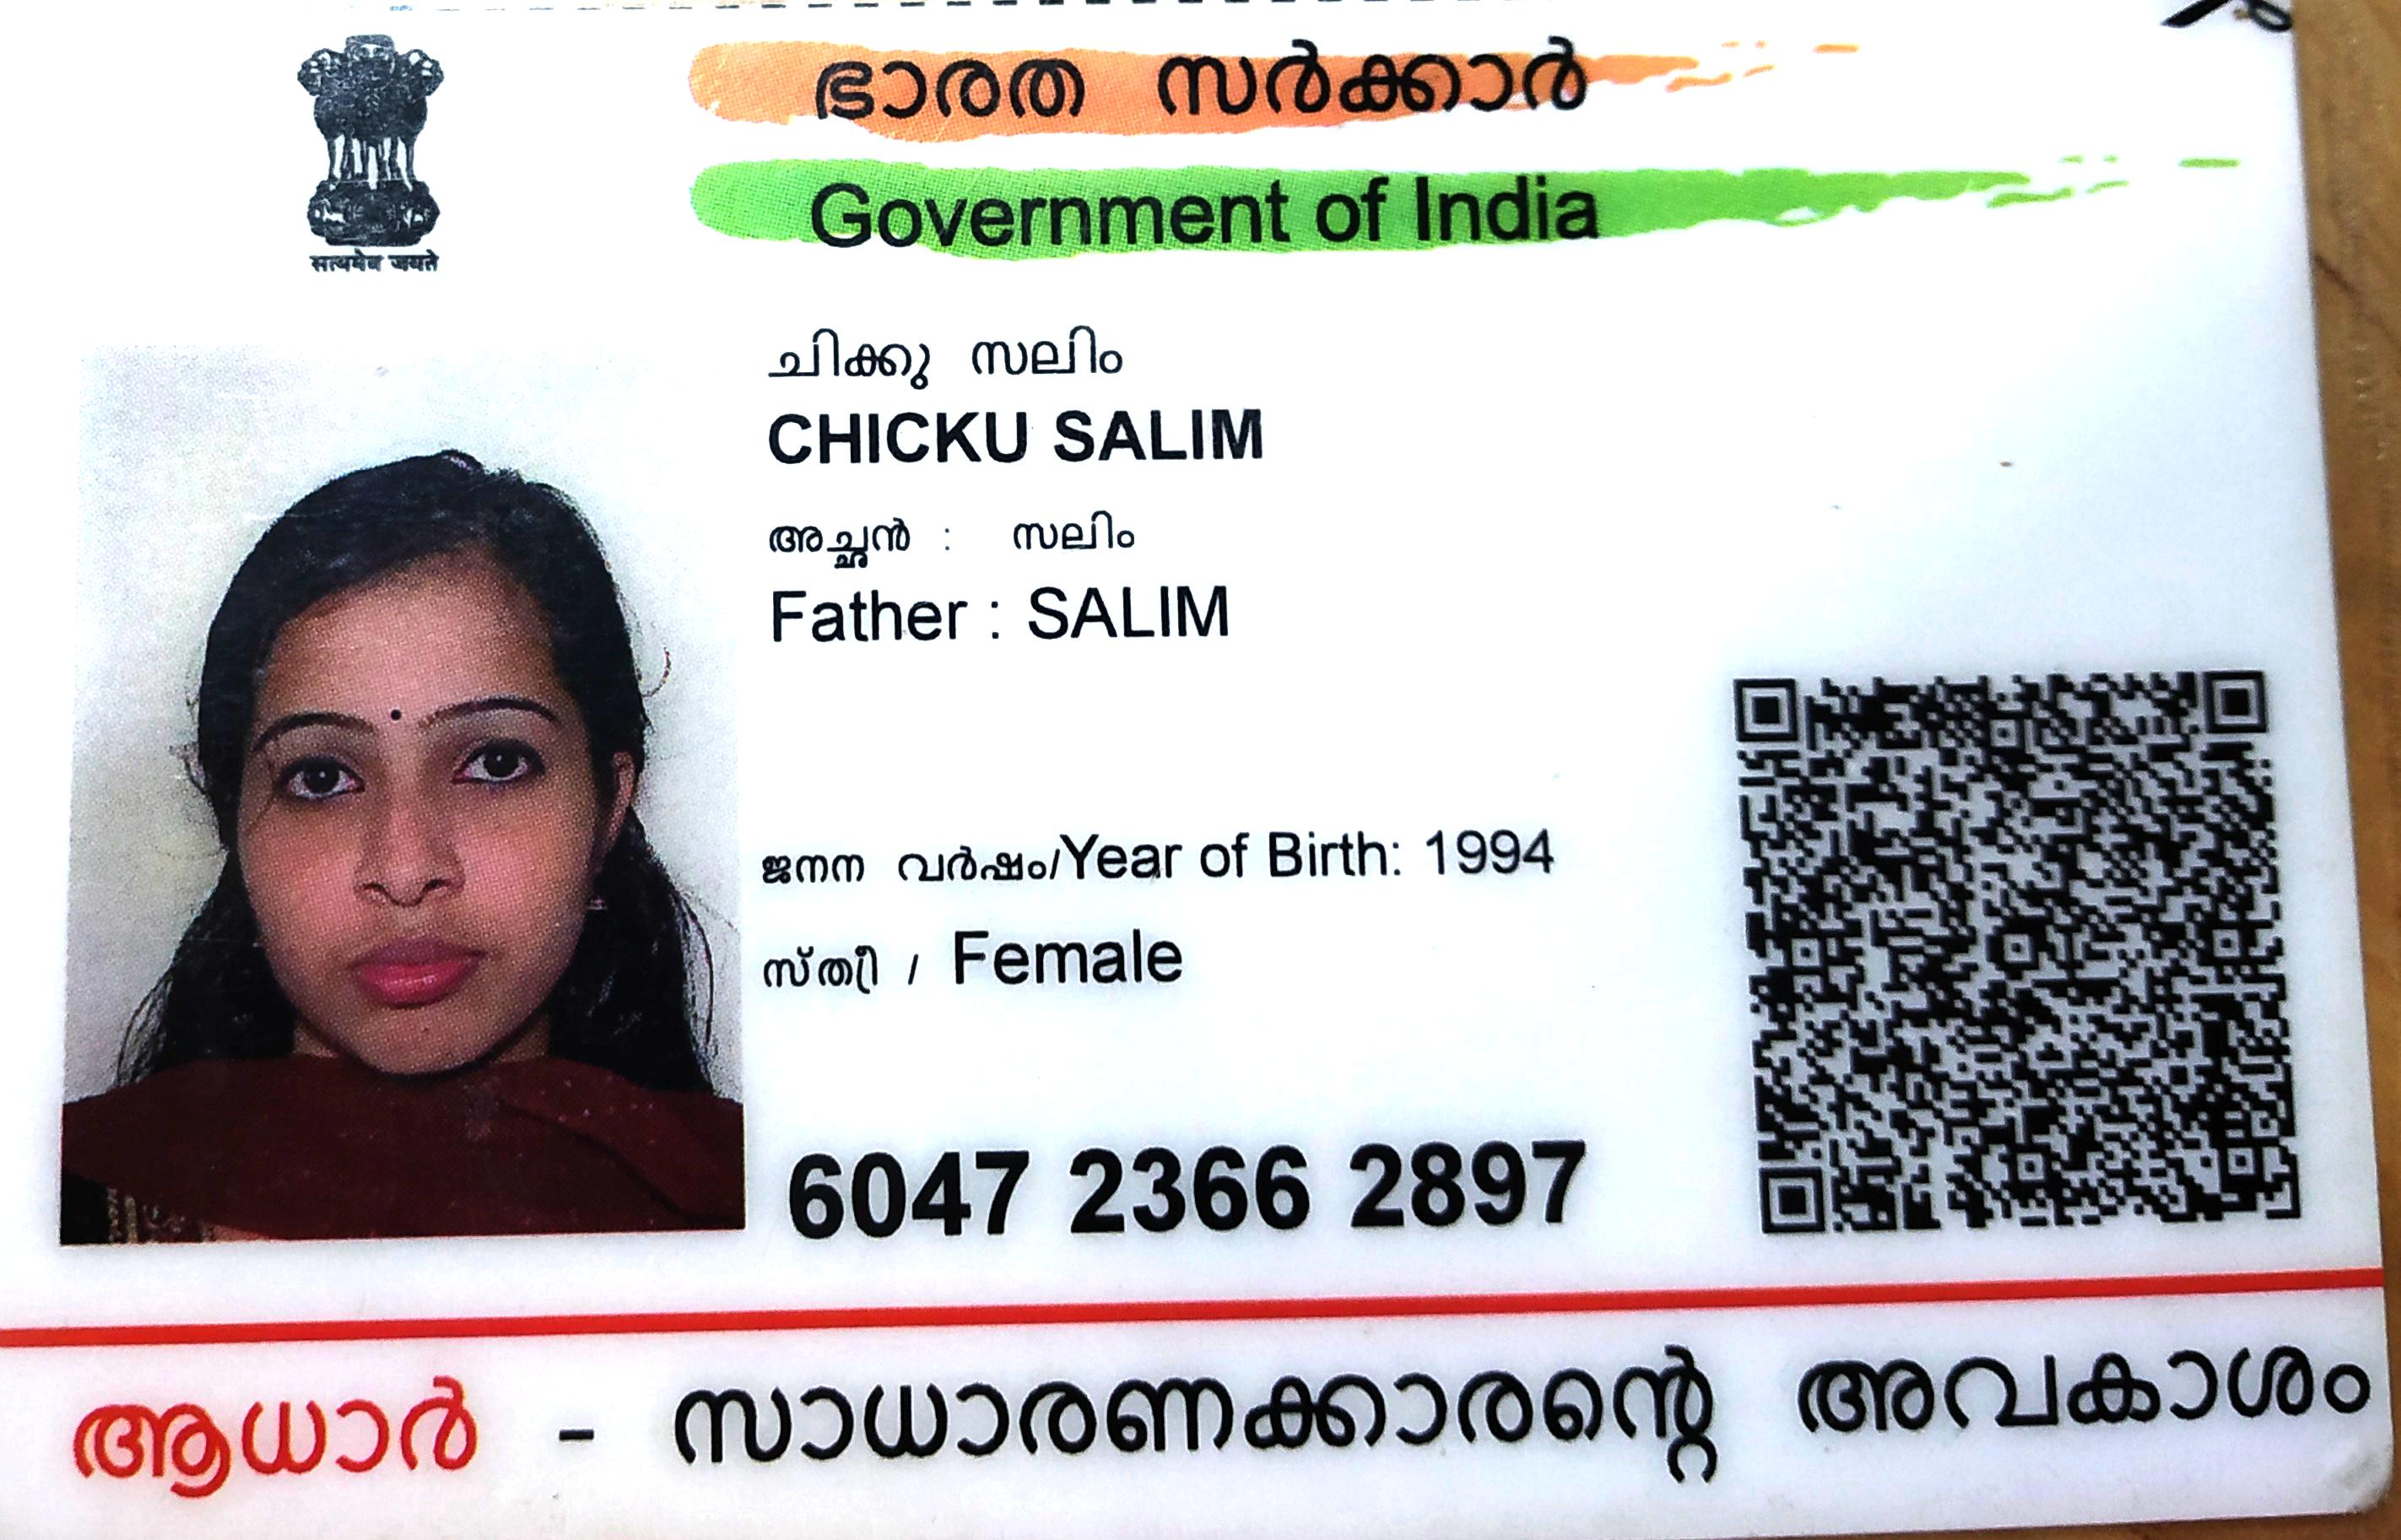 ഭാരത സർക്കാർ
Government of India
सत्यमेव जयते
ചിക്കു സലിം
CHICKU SALIM
അച്ഛൻ : സലിം
Father : SALIM
ജനന വർഷം/Year of Birth: 1994
സ്ത്രീ / Female
6047 2366 2897
ആധാർ - സാധാരണക്കാരന്റെ അവകാശം